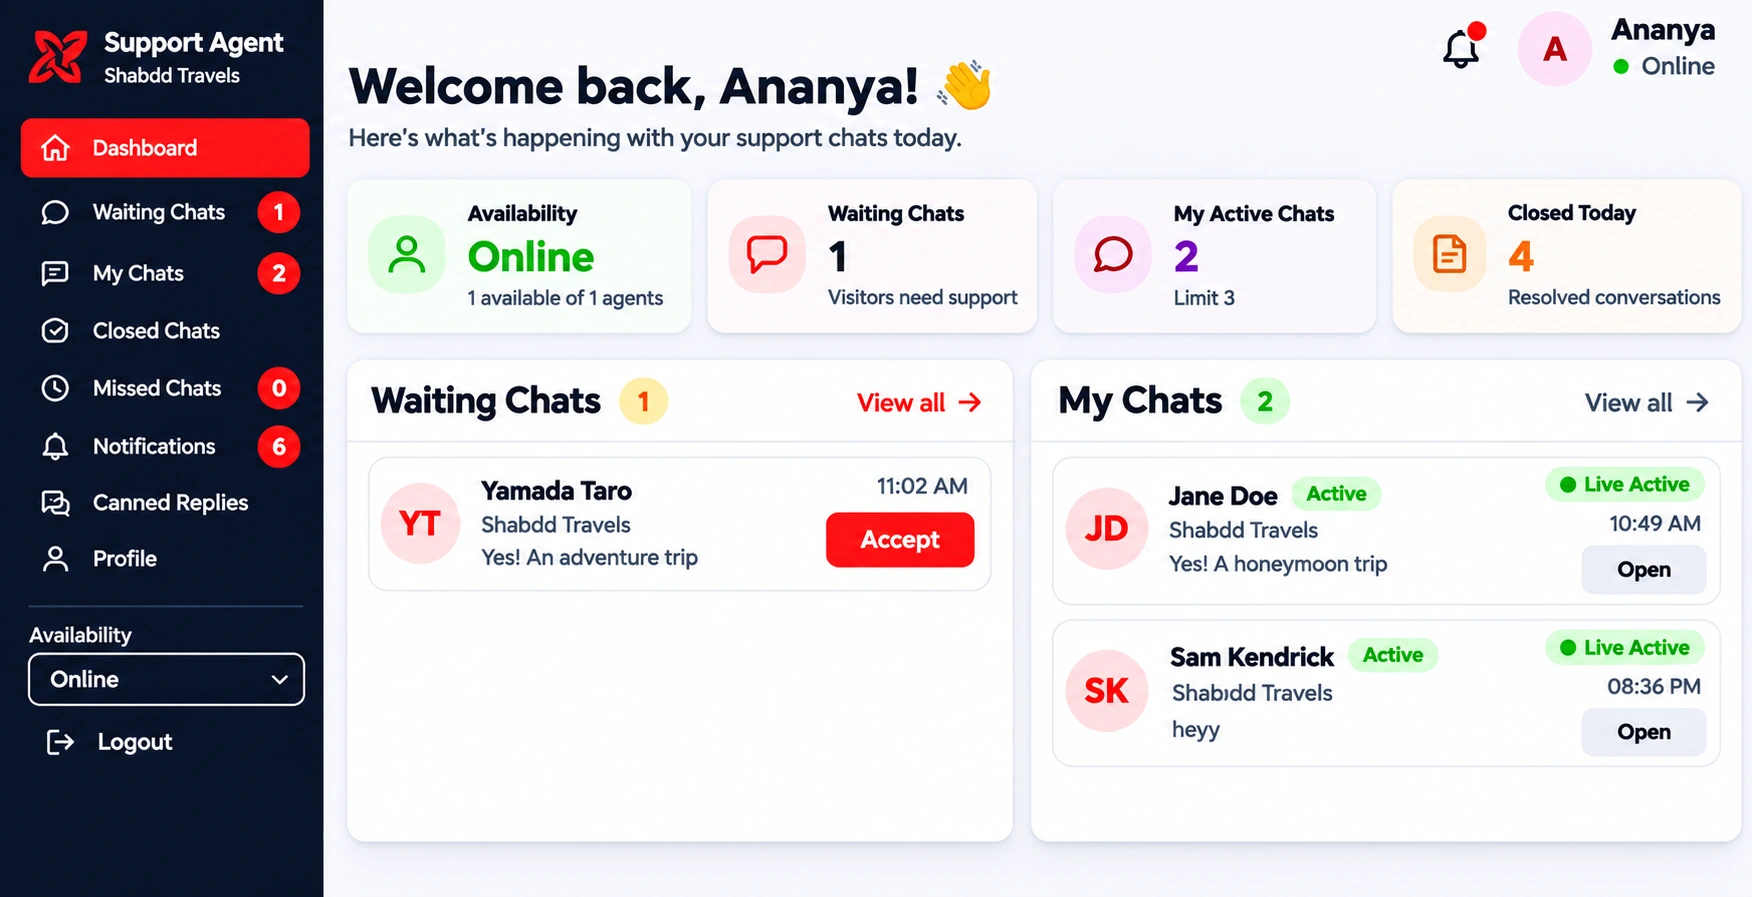 Support Agent
Shabdd Travels
Dashboard
Waiting Chats 1
My Chats 2
Closed Chats
Missed Chats 0
Notifications 6
Canned Replies
Profile
Availability
Online
Logout
A
Ananya
Online
Welcome back, Ananya! 👋
Here's what's happening with your support chats today.
Availability
Online
1 available of 1 agents
Waiting Chats
1
Visitors need support
My Active Chats
2
Limit 3
Closed Today
4
Resolved conversations
Waiting Chats 1
View all →
YT
Yamada Taro
Shabdd Travels
Yes! An adventure trip
11:02 AM
Accept
My Chats 2
View all →
JD
Jane Doe Active
Shabdd Travels
Yes! A honeymoon trip
Live Active
10:49 AM
Open
SK
Sam Kendrick Active
Shabdd Travels
heyy
Live Active
08:36 PM
Open